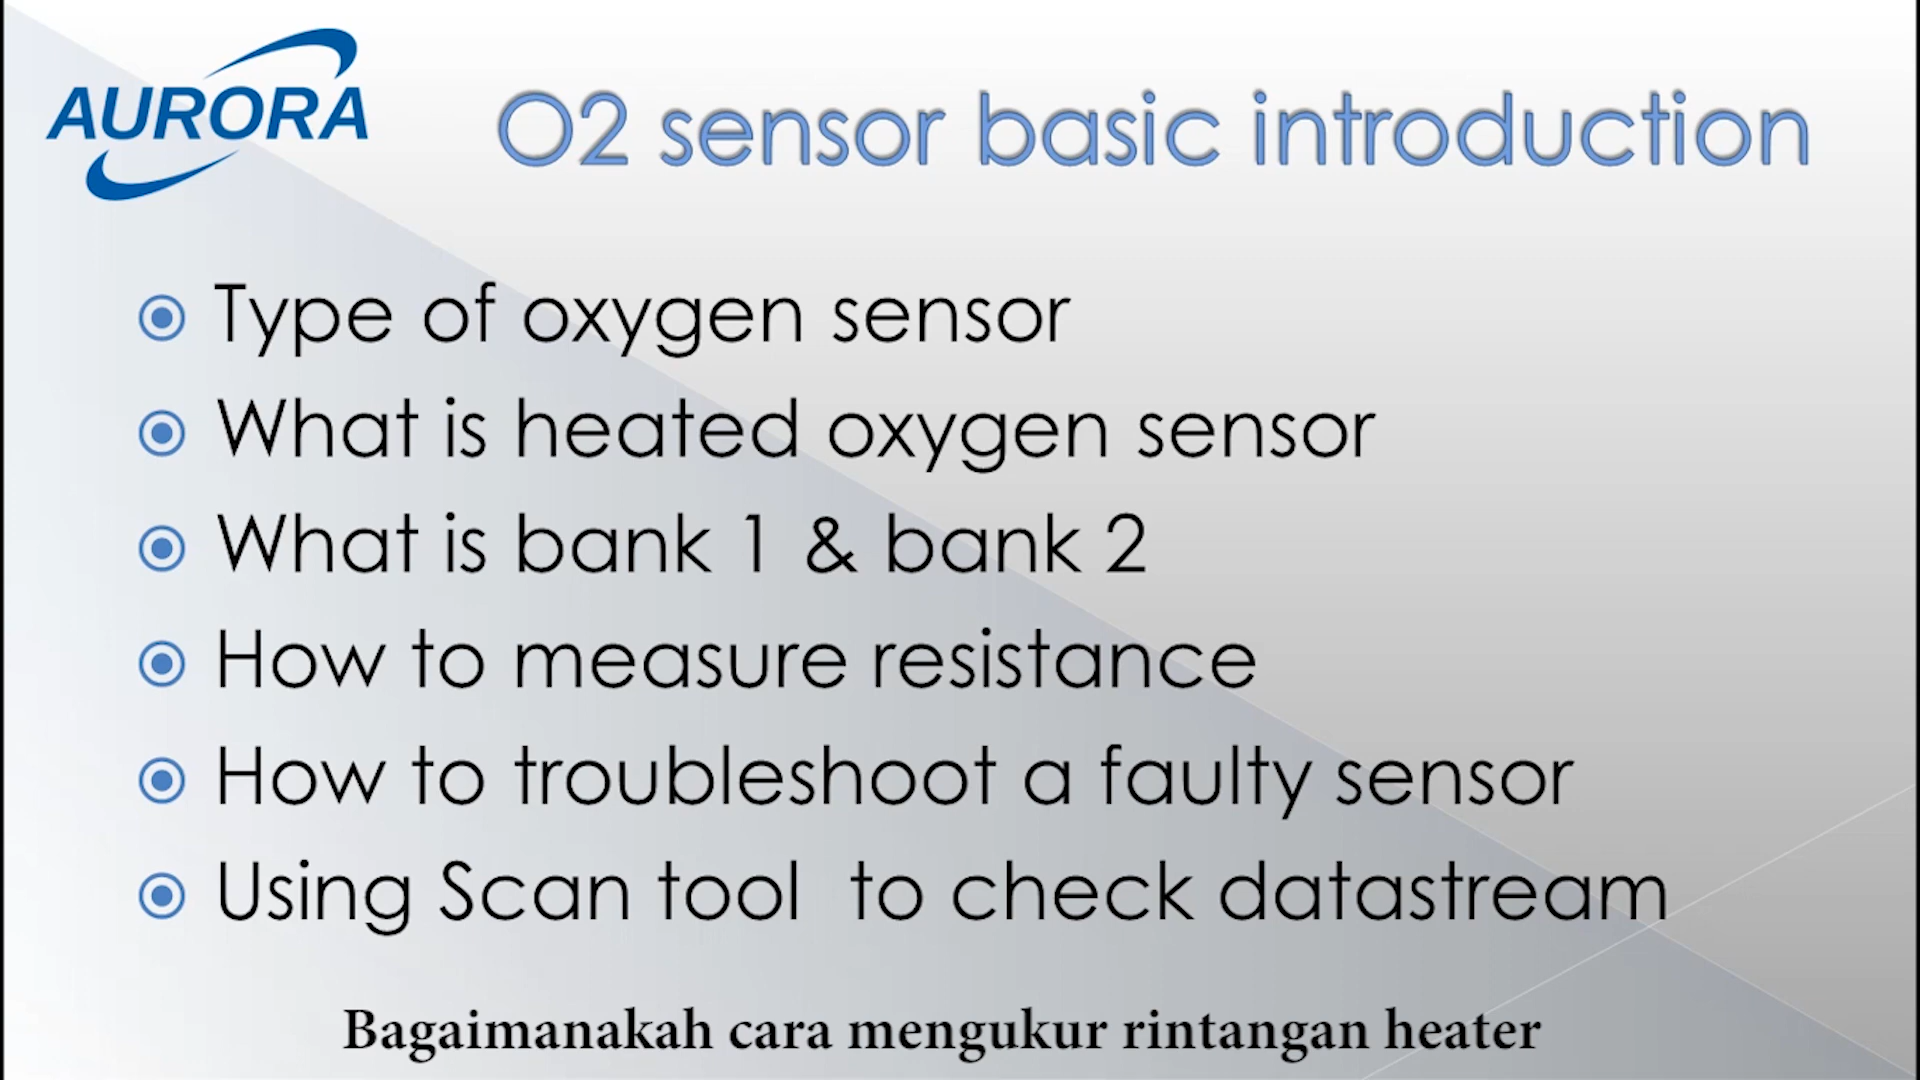 AURORA
O2 sensor basic introduction
Type of oxygen sensor
What is heated oxygen sensor
What is bank 1 & bank 2
How to measure resistance
How to troubleshoot a faulty sensor
Using Scan tool  to check datastream
Bagaimanakah cara mengukur rintangan heater